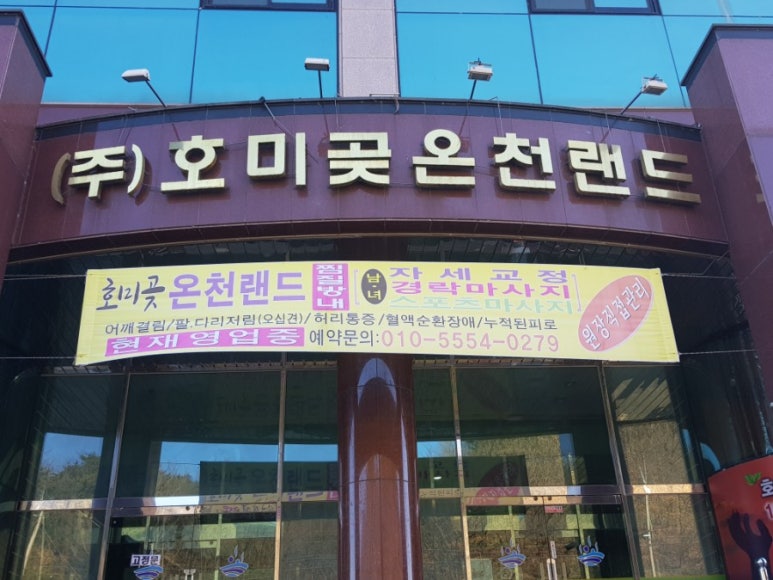 (주)호미곶온천랜드
호미곶 온천랜드 찜질방내 남·녀 자세교정
경락마사지
스포츠마사지
어깨결림/팔.다리저림(오십견)/허리통증/혈액순환장애/누적된피로
현재영업중 예약문의:010-5554-0279
원장직접관리
고정문